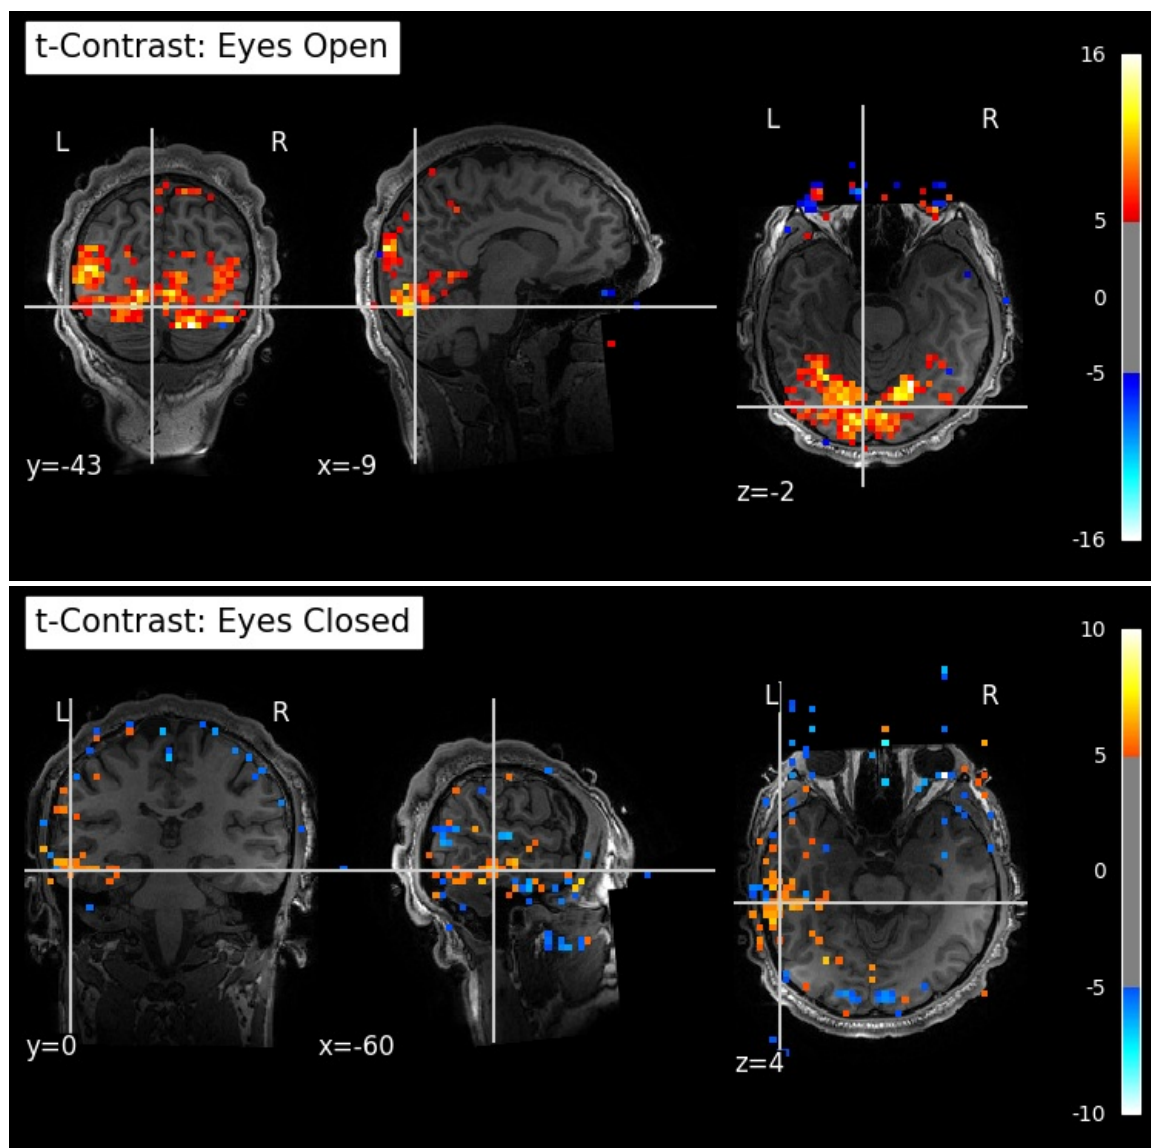 t-Contrast: Eyes Open
L R
y=-43
x=-9
L R
z=-2
16
5
0
-5
-16
t-Contrast: Eyes Closed
L R
y=0
x=-60
L R
z=4
10
5
0
-5
-10